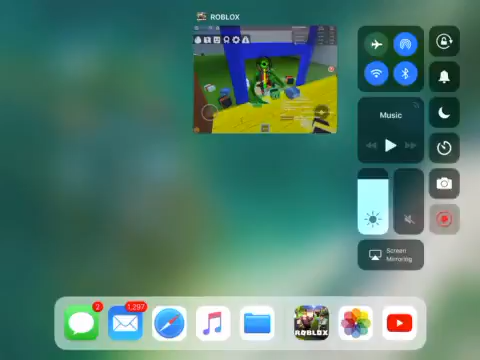 ROBLOX
Music
Screen
Mirroring
2
1,297
ROBLOX